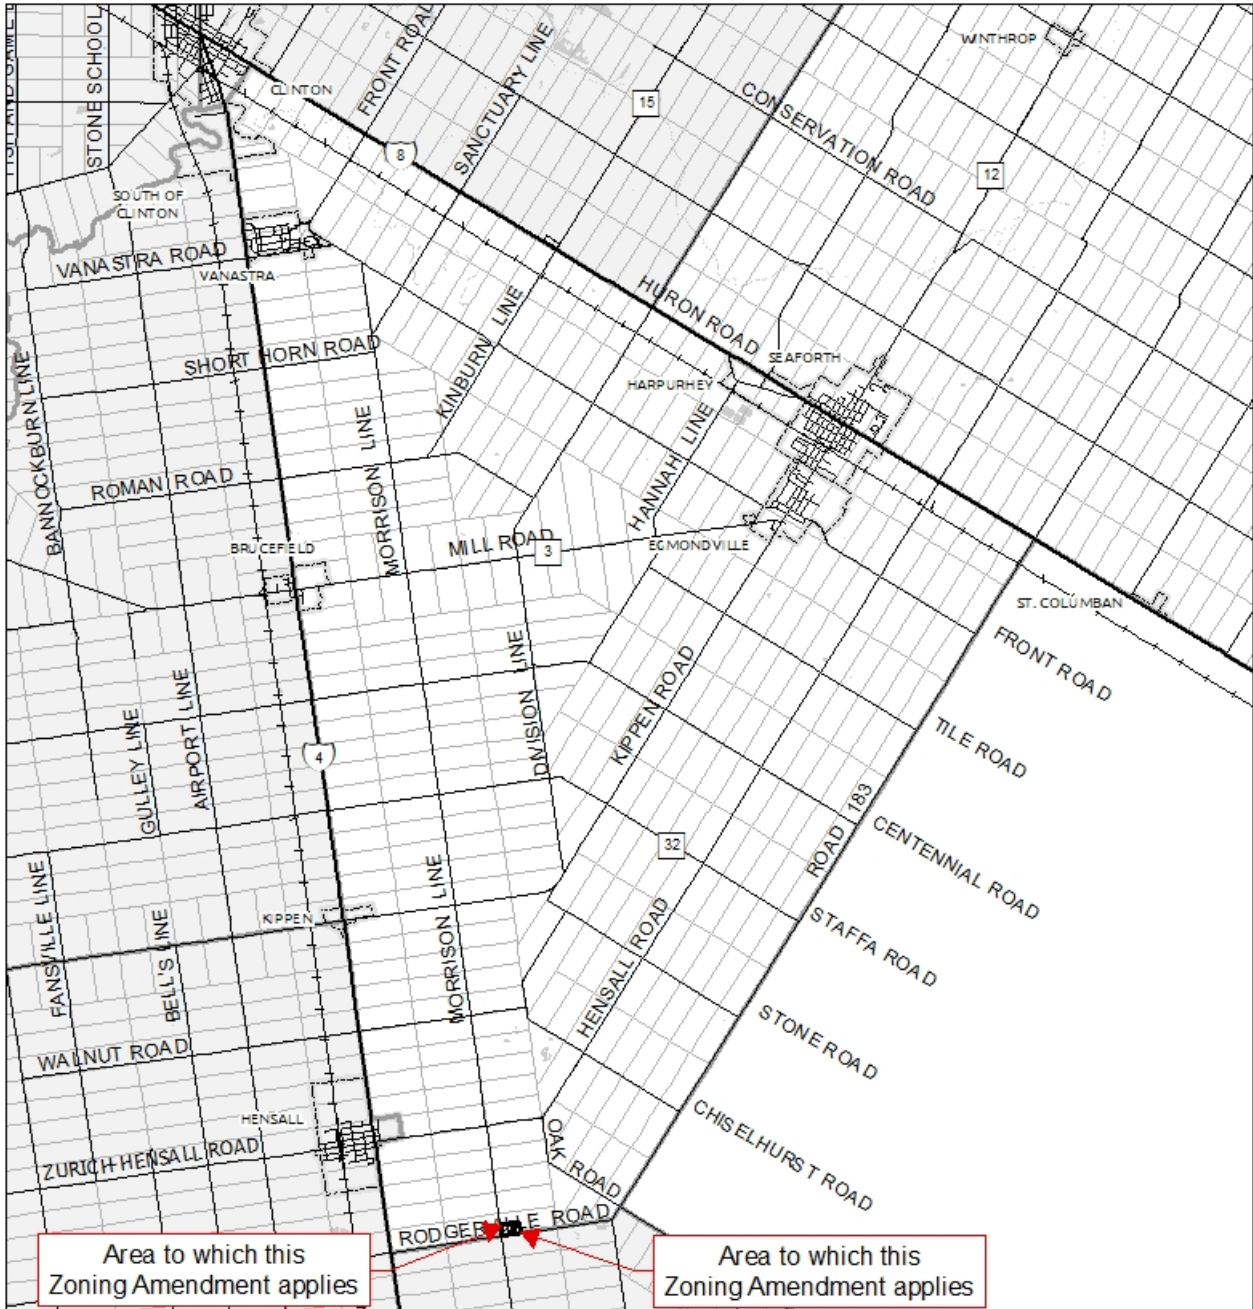 STONE SCHOOL
FRONT ROAD
SANCTUARY LINE
WINTHROP
CLINTON
15
CONSERVATION ROAD
8
12
SOUTH OF
CLINTON
VANASTRA ROAD
VANASTRA
HURON ROAD
KINBURN LINE
SHORT HORN ROAD
SEAFORTH
HARPURHEY
BANNOCKBURN LINE
MORRISON LINE
HANNAH LINE
ROMAN ROAD
BRUCEFIELD
MILL ROAD
3
EGMONDVILLE
ST. COLUMBAN
FRONT ROAD
DIVISION LINE
KIPPEN ROAD
AIRPORT LINE
GULLEY LINE
4
TILE ROAD
ROAD 183
CENTENNIAL ROAD
32
FANSVILLE LINE
BELL'S LINE
KIPPEN
MORRISON LINE
HENSALL ROAD
STAFFA ROAD
STONE ROAD
WALNUT ROAD
HENSALL
CHISELHURST ROAD
ZURICH HENSALL ROAD
OAK ROAD
RODGERVILLE ROAD
Area to which this
Zoning Amendment applies
Area to which this
Zoning Amendment applies